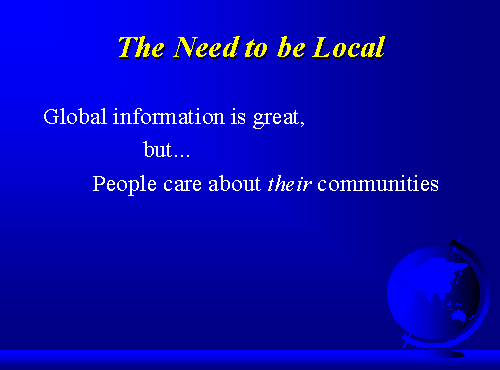 The Need to be Local
Global information is great,
but...
People care about their communities